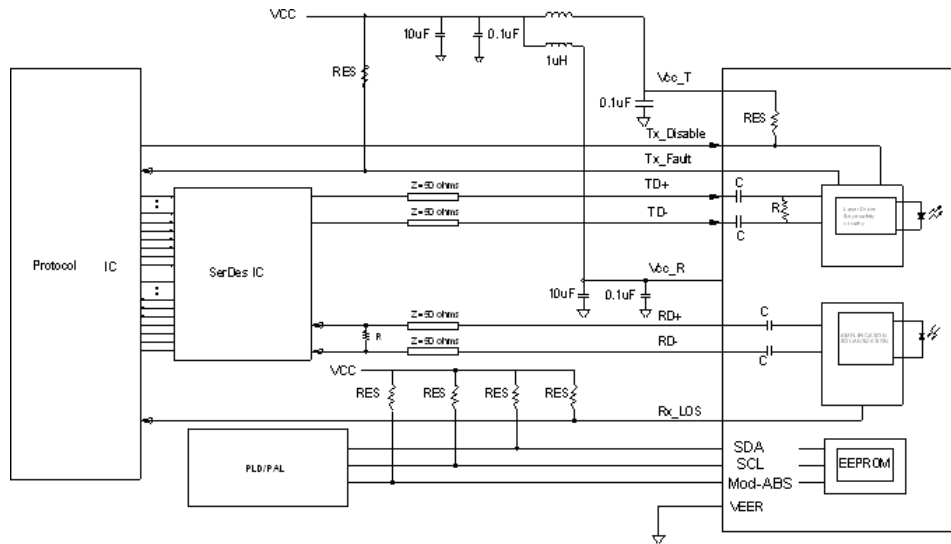 VCC
10uF
0.1uF
1uH
RES
Vcc_T
0.1uF
RES
Tx_Disable
Tx_Fault
Z=50 ohms
TD+
C
R
Z=50 ohms
TD-
C
Protocol IC
SerDes IC
Vcc_R
10uF
0.1uF
Z=50 ohms
RD+
C
R
Z=50 ohms
RD-
C
VCC
RES
RES
RES
RES
Rx_LOS
PLD/PAL
SDA
SCL
Mod-ABS
EEPROM
VEER